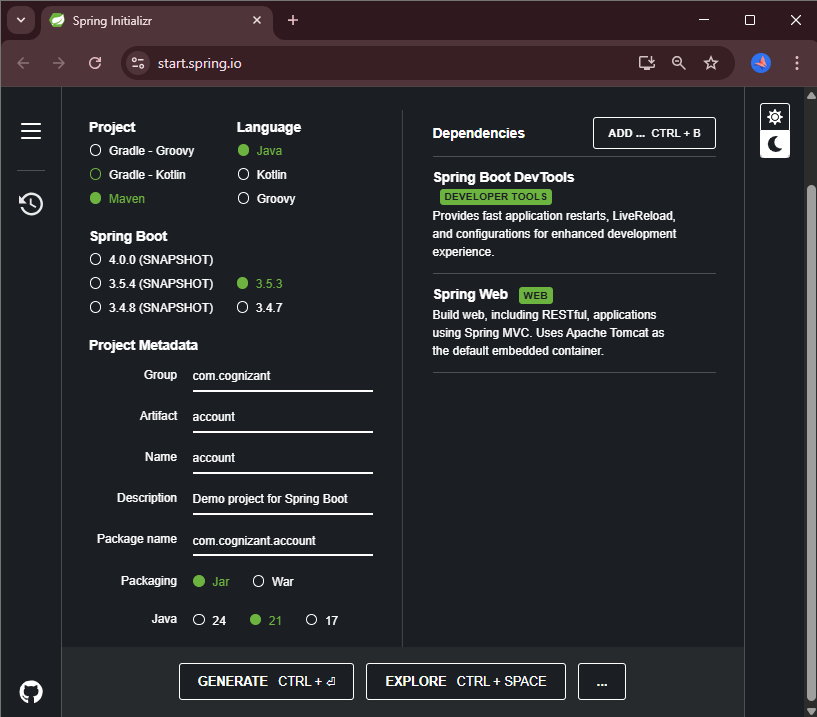 Spring Initializr
start.spring.io
Project
Gradle - Groovy
Gradle - Kotlin
Maven
Language
Java
Kotlin
Groovy
Spring Boot
4.0.0 (SNAPSHOT)
3.5.4 (SNAPSHOT) 3.5.3
3.4.8 (SNAPSHOT) 3.4.7
Project Metadata
Group com.cognizant
Artifact account
Name account
Description Demo project for Spring Boot
Package name com.cognizant.account
Packaging Jar War
Java 24 21 17
Dependencies ADD ... CTRL + B
Spring Boot DevTools
DEVELOPER TOOLS
Provides fast application restarts, LiveReload,
and configurations for enhanced development
experience.
Spring Web WEB
Build web, including RESTful, applications
using Spring MVC. Uses Apache Tomcat as
the default embedded container.
GENERATE CTRL + ⏎ EXPLORE CTRL + SPACE ...